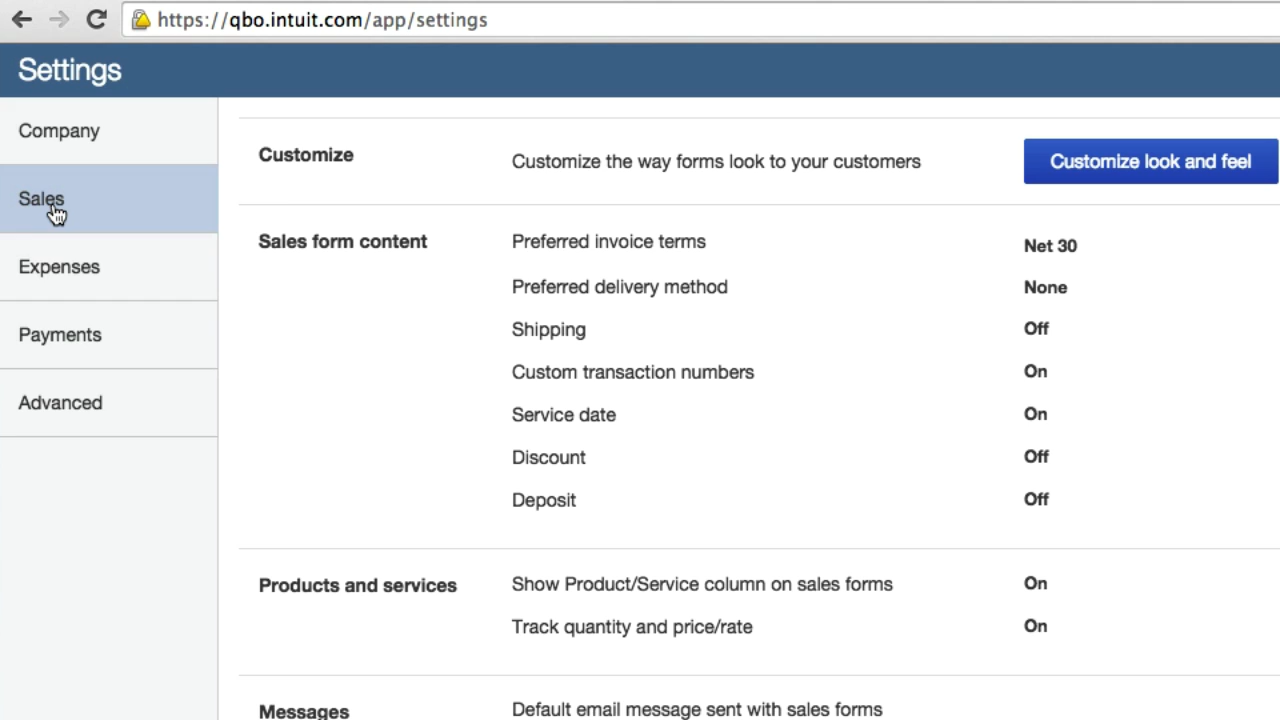 https://qbo.intuit.com/app/settings
Settings
Company
Sales
Expenses
Payments
Advanced
Customize Customize the way forms look to your customers Customize look and feel
Sales form content Preferred invoice terms Net 30
Preferred delivery method None
Shipping Off
Custom transaction numbers On
Service date On
Discount Off
Deposit Off
Products and services Show Product/Service column on sales forms On
Track quantity and price/rate On
Messages Default email message sent with sales forms